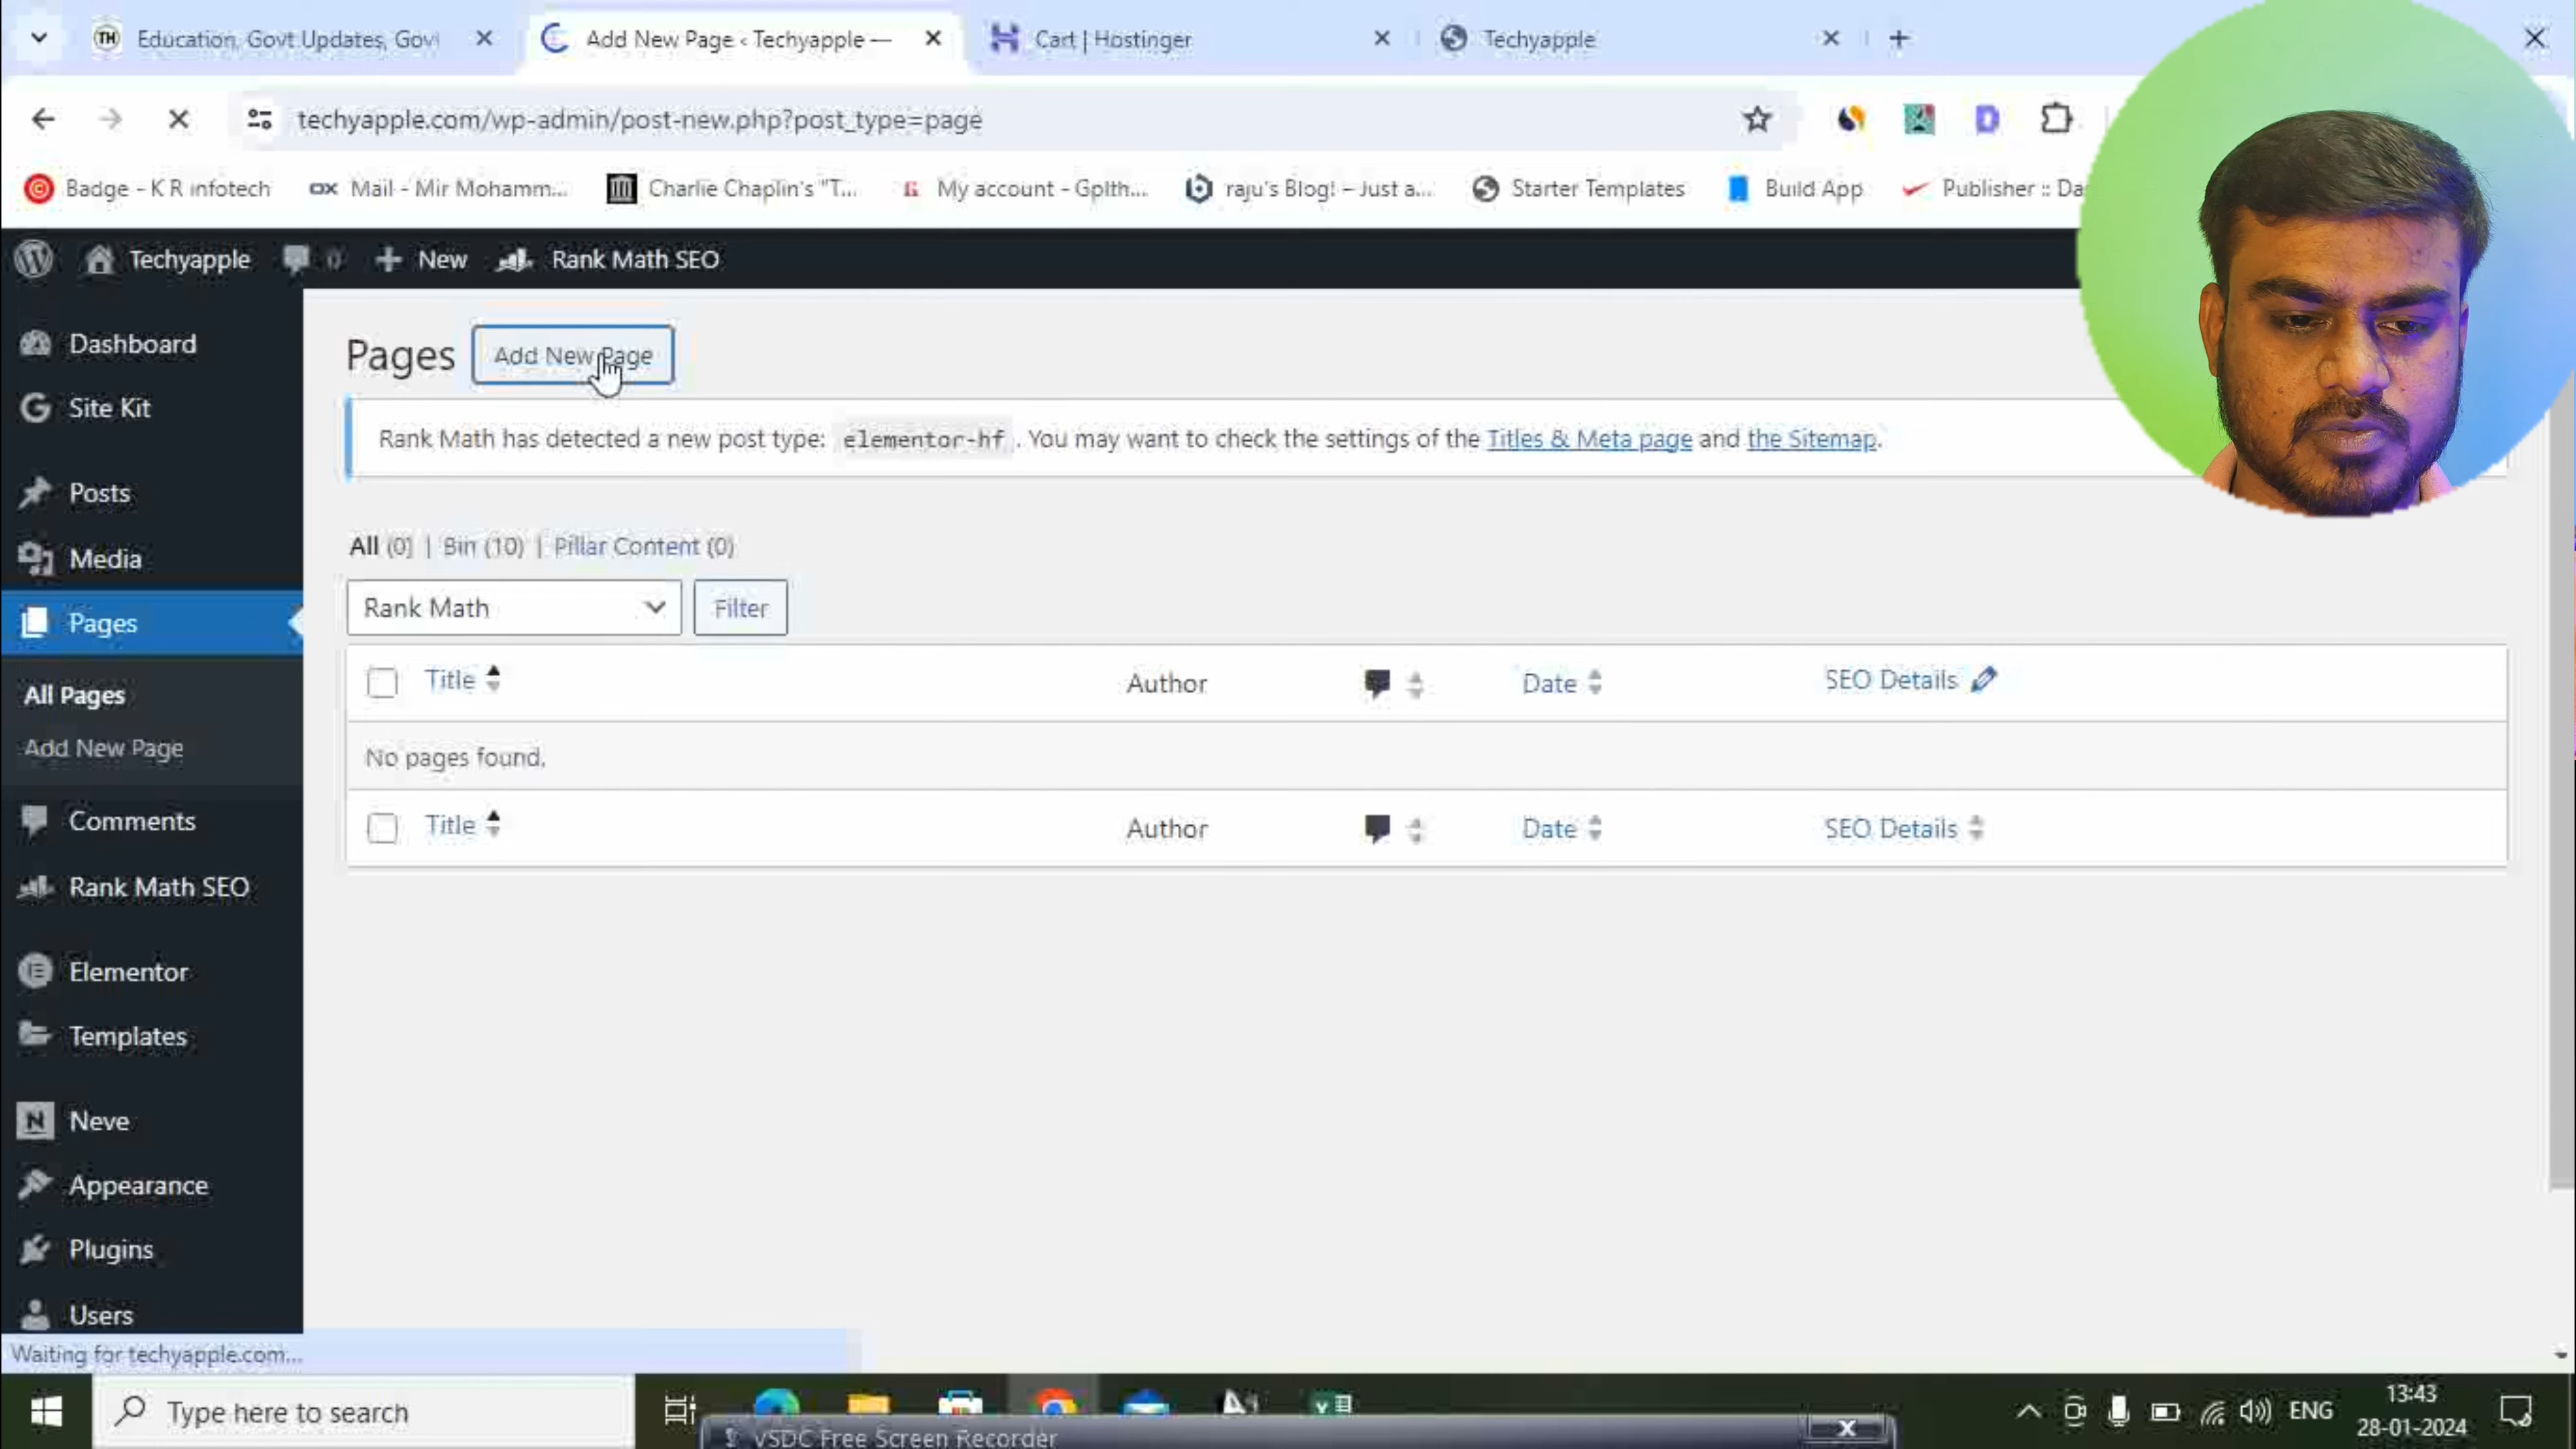 Education, Govt Updates, Govt
Add New Page ‹ Techyapple —
Cart | Hostinger
Techyapple
techyapple.com/wp-admin/post-new.php?post_type=page
Badge - K R infotech
Mail - Mir Mohamm...
Charlie Chaplin's "T...
My account - Gplth...
raju's Blog! – Just a...
Starter Templates
Build App
Publisher :: Da
Techyapple
0
New
Rank Math SEO
Dashboard
Site Kit
Posts
Media
Pages
All Pages
Add New Page
Comments
Rank Math SEO
Elementor
Templates
Neve
Appearance
Plugins
Users
Pages
Add New Page
Rank Math has detected a new post type: elementor-hf . You may want to check the settings of the Titles & Meta page and the Sitemap.
All (0) | Bin (10) | Pillar Content (0)
Rank Math
Filter
Title
Author
Date
SEO Details
No pages found.
Title
Author
Date
SEO Details
Waiting for techyapple.com...
Type here to search
VSDC Free Screen Recorder
x
ENG
13:43
28-01-2024